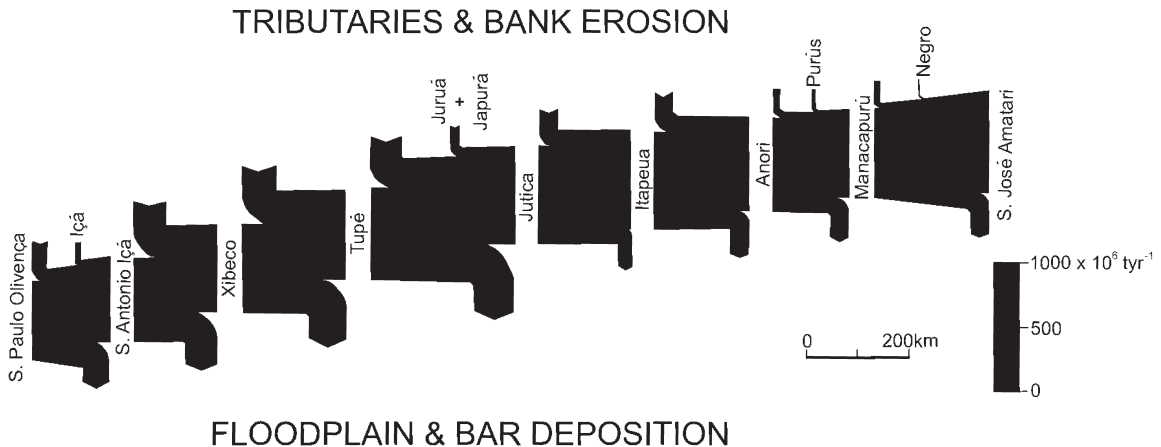 TRIBUTARIES & BANK EROSION
S. Paulo Olivença
Içá
S. Antonio Içá
Xibeco
Tupé
Juruá
+
Japurá
Jutica
Itapeua
Anori
Purús
Manacapurú
Negro
S. José Amatari
1000 x 10⁶ tyr⁻¹
500
0
0 200km
FLOODPLAIN & BAR DEPOSITION